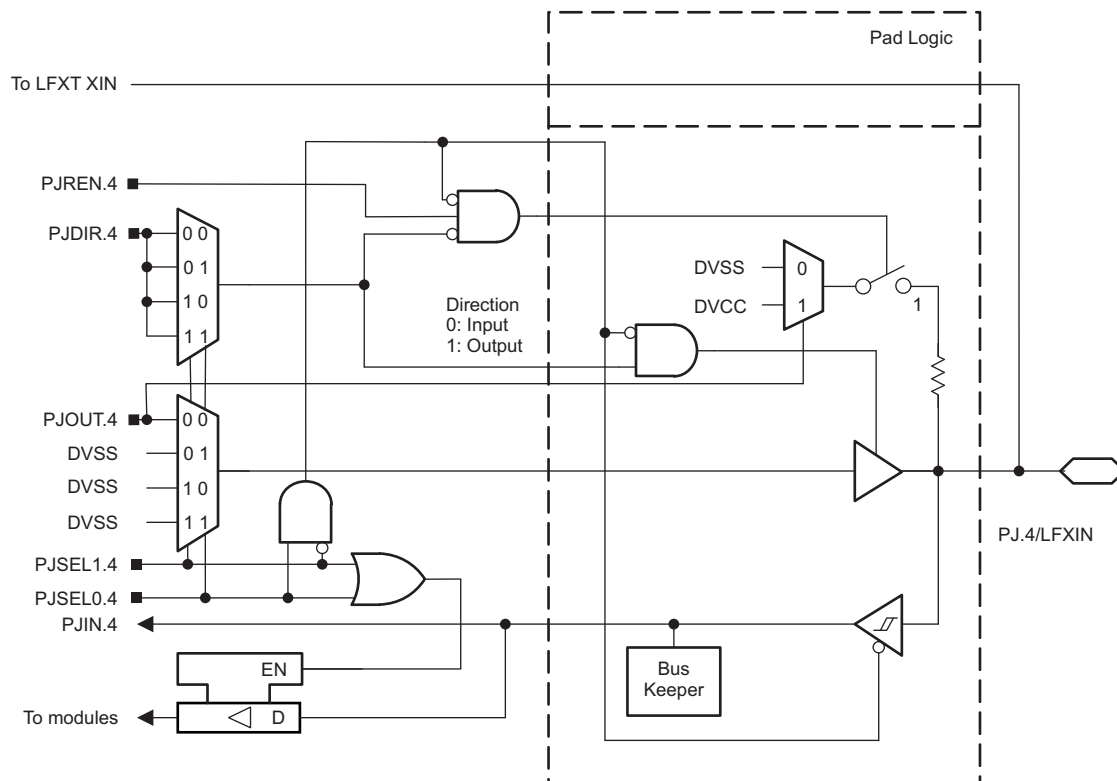 Pad Logic
To LFXT XIN
PJREN.4
PJDIR.4
0 0
0 1
1 0
1 1
Direction
0: Input
1: Output
DVSS
0
DVCC
1
1
PJOUT.4
0 0
DVSS
0 1
DVSS
1 0
DVSS
1 1
PJ.4/LFXIN
PJSEL1.4
PJSEL0.4
PJIN.4
EN
D
To modules
Bus
Keeper